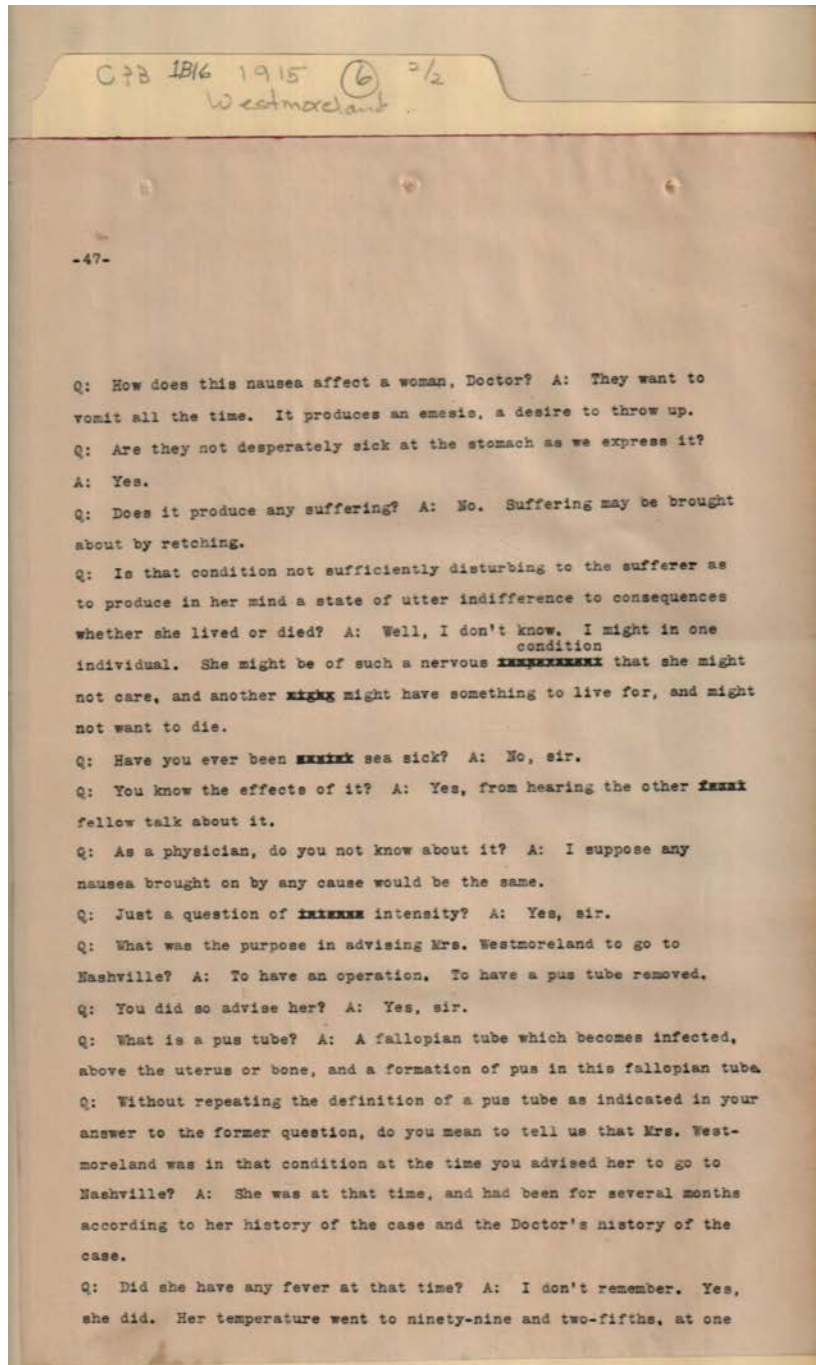 C73 1B16 1915 6 2/2
Westmoreland.
-47-
Q: How does this nausea affect a woman, Doctor? A: They want to
vomit all the time. It produces an emesis, a desire to throw up.
Q: Are they not desperately sick at the stomach as we express it?
A: Yes.
Q: Does it produce any suffering? A: No. Suffering may be brought
about by retching.
Q: Is that condition not sufficiently disturbing to the sufferer as
to produce in her mind a state of utter indifference to consequences
whether she lived or died? A: Well, I don't know. I might in one
condition
individual. She might be of such a nervous that she might
not care, and another might have something to live for, and might
not want to die.
Q: Have you ever been sea sick? A: No, sir.
Q: You know the effects of it? A: Yes, from hearing the other
fellow talk about it.
Q: As a physician, do you not know about it? A: I suppose any
nausea brought on by any cause would be the same.
Q: Just a question of intensity? A: Yes, sir.
Q: What was the purpose in advising Mrs. Westmoreland to go to
Nashville? A: To have an operation. To have a pus tube removed.
Q: You did so advise her? A: Yes, sir.
Q: What is a pus tube? A: A fallopian tube which becomes infected,
above the uterus or bone, and a formation of pus in this fallopian tube.
Q: Without repeating the definition of a pus tube as indicated in your
answer to the former question, do you mean to tell us that Mrs. West-
moreland was in that condition at the time you advised her to go to
Nashville? A: She was at that time, and had been for several months
according to her history of the case and the Doctor's nistory of the
case.
Q: Did she have any fever at that time? A: I don't remember. Yes,
she did. Her temperature went to ninety-nine and two-fifths, at one